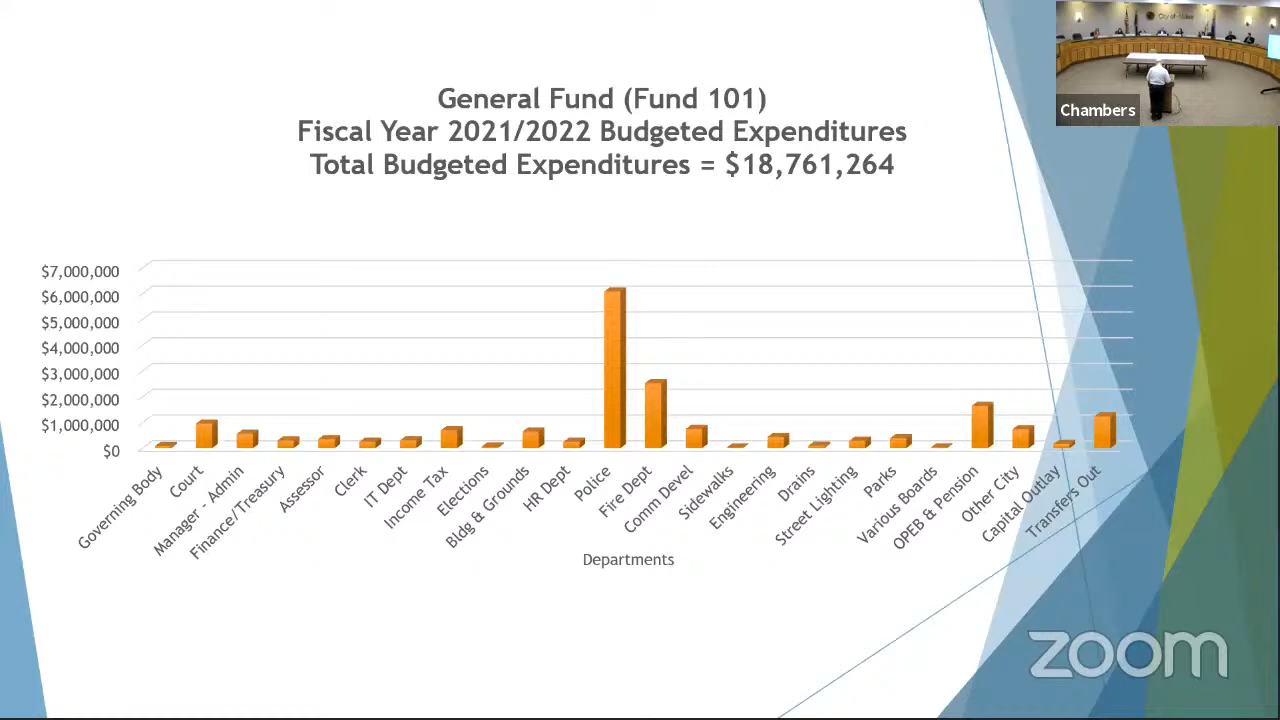 City of
Chambers
General Fund (Fund 101)
Fiscal Year 2021/2022 Budgeted Expenditures
Total Budgeted Expenditures = $18,761,264
$7,000,000
$6,000,000
$5,000,000
$4,000,000
$3,000,000
$2,000,000
$1,000,000
$0
Governing Body
Court
Manager - Admin
Finance/Treasury
Assessor
Clerk
IT Dept
Income Tax
Elections
Bldg & Grounds
HR Dept
Police
Fire Dept
Comm Devel
Sidewalks
Engineering
Drains
Street Lighting
Parks
Various Boards
OPEB & Pension
Other City
Capital Outlay
Transfers Out
Departments
zoom